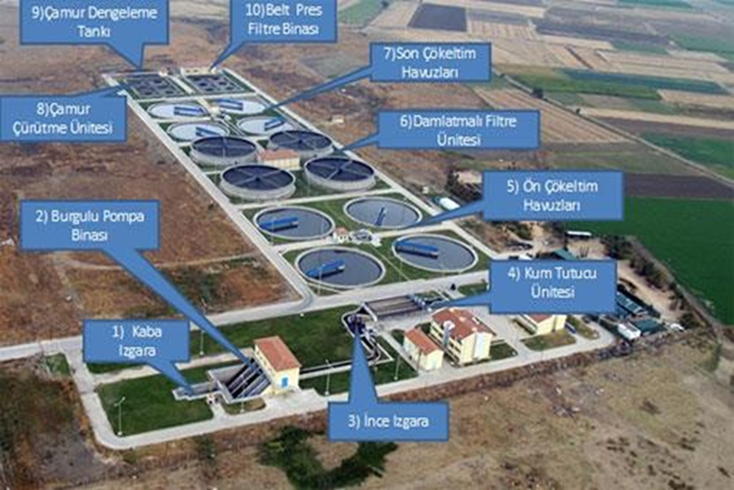 9)Çamur Dengeleme
Tankı
10)Belt Pres
Filtre Binası
7)Son Çökeltim
Havuzları
8)Çamur
Çürütme Ünitesi
6)Damlatmalı Filtre
Ünitesi
5) Ön Çökeltim
Havuzları
2) Burgulu Pompa
Binası
4) Kum Tutucu
Ünitesi
1) Kaba
Izgara
3) İnce Izgara